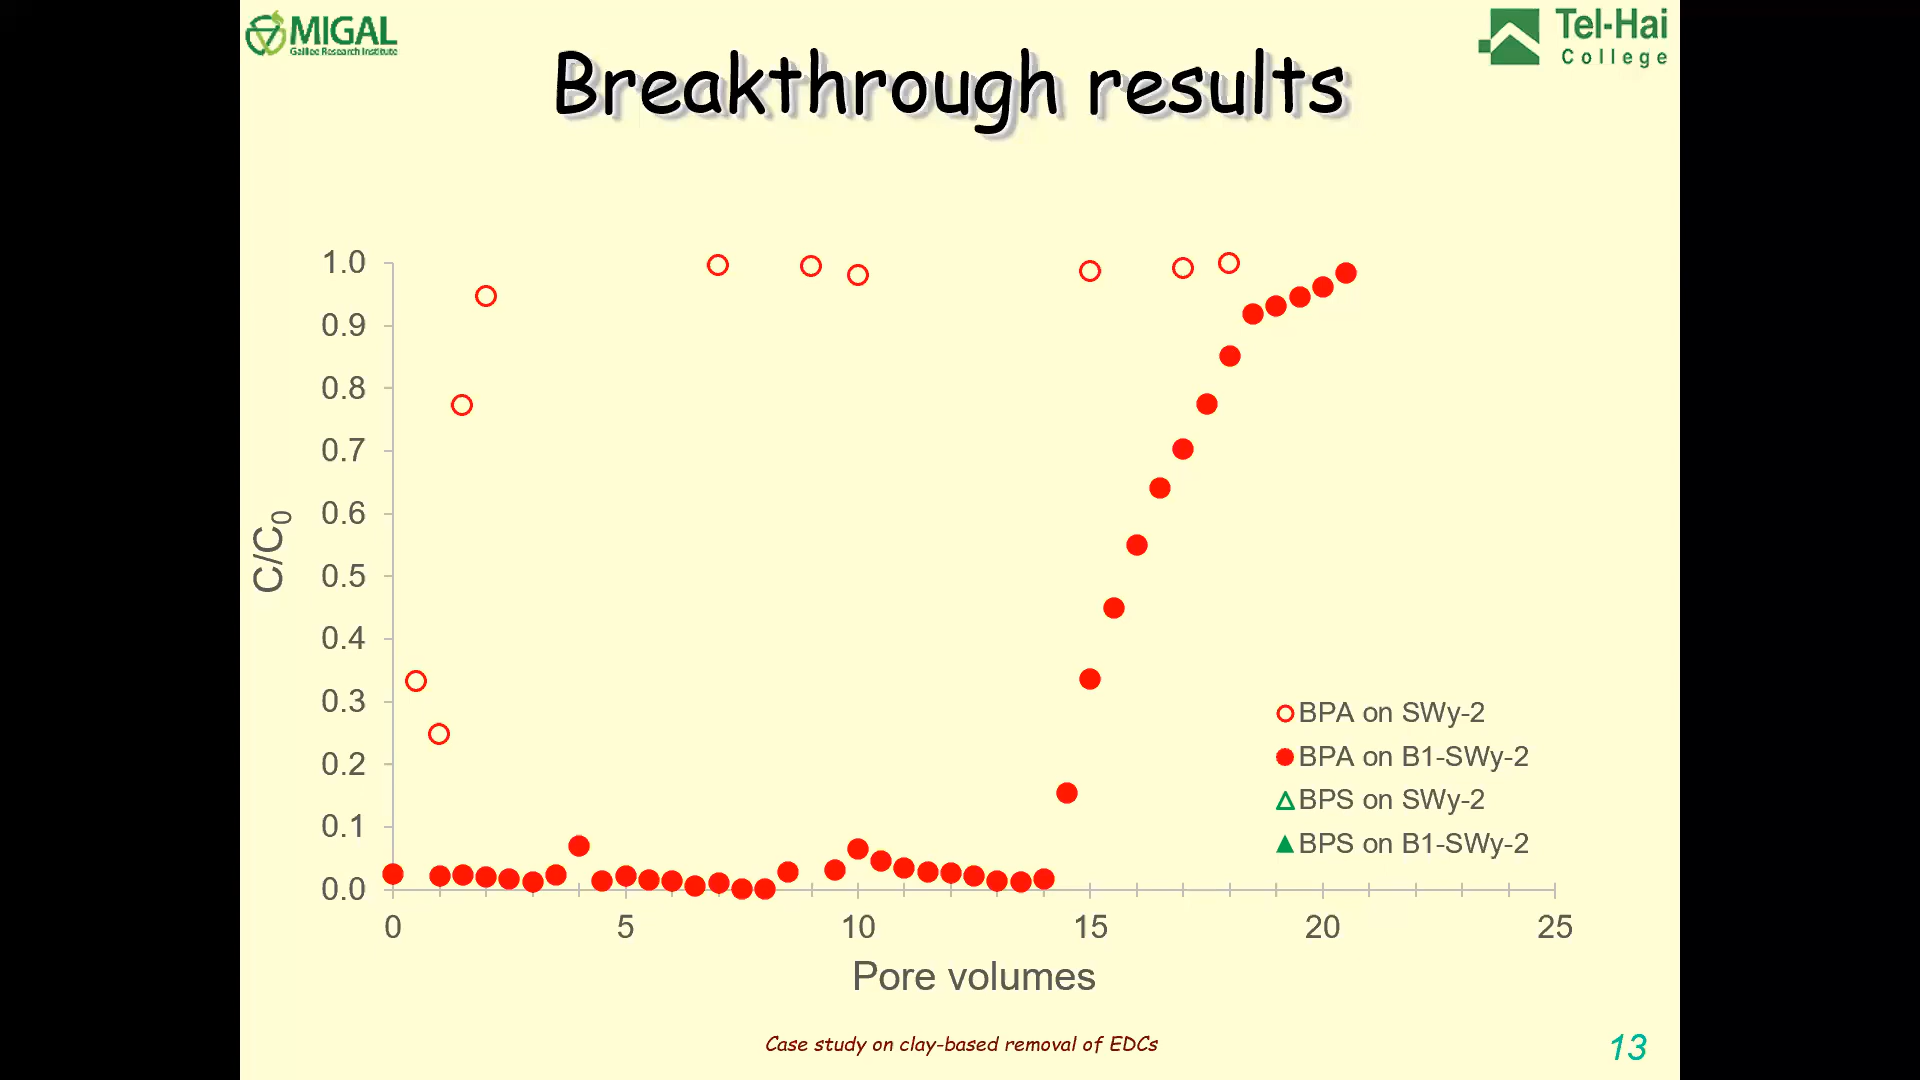 MIGAL
Galilee Research Institute
Tel-Hai
College
Breakthrough results
1.0
0.9
0.8
0.7
0.6
0.5
0.4
0.3
0.2
0.1
0.0
C/C₀
BPA on SWy-2
BPA on B1-SWy-2
BPS on SWy-2
BPS on B1-SWy-2
0 5 10 15 20 25
Pore volumes
Case study on clay-based removal of EDCs
13